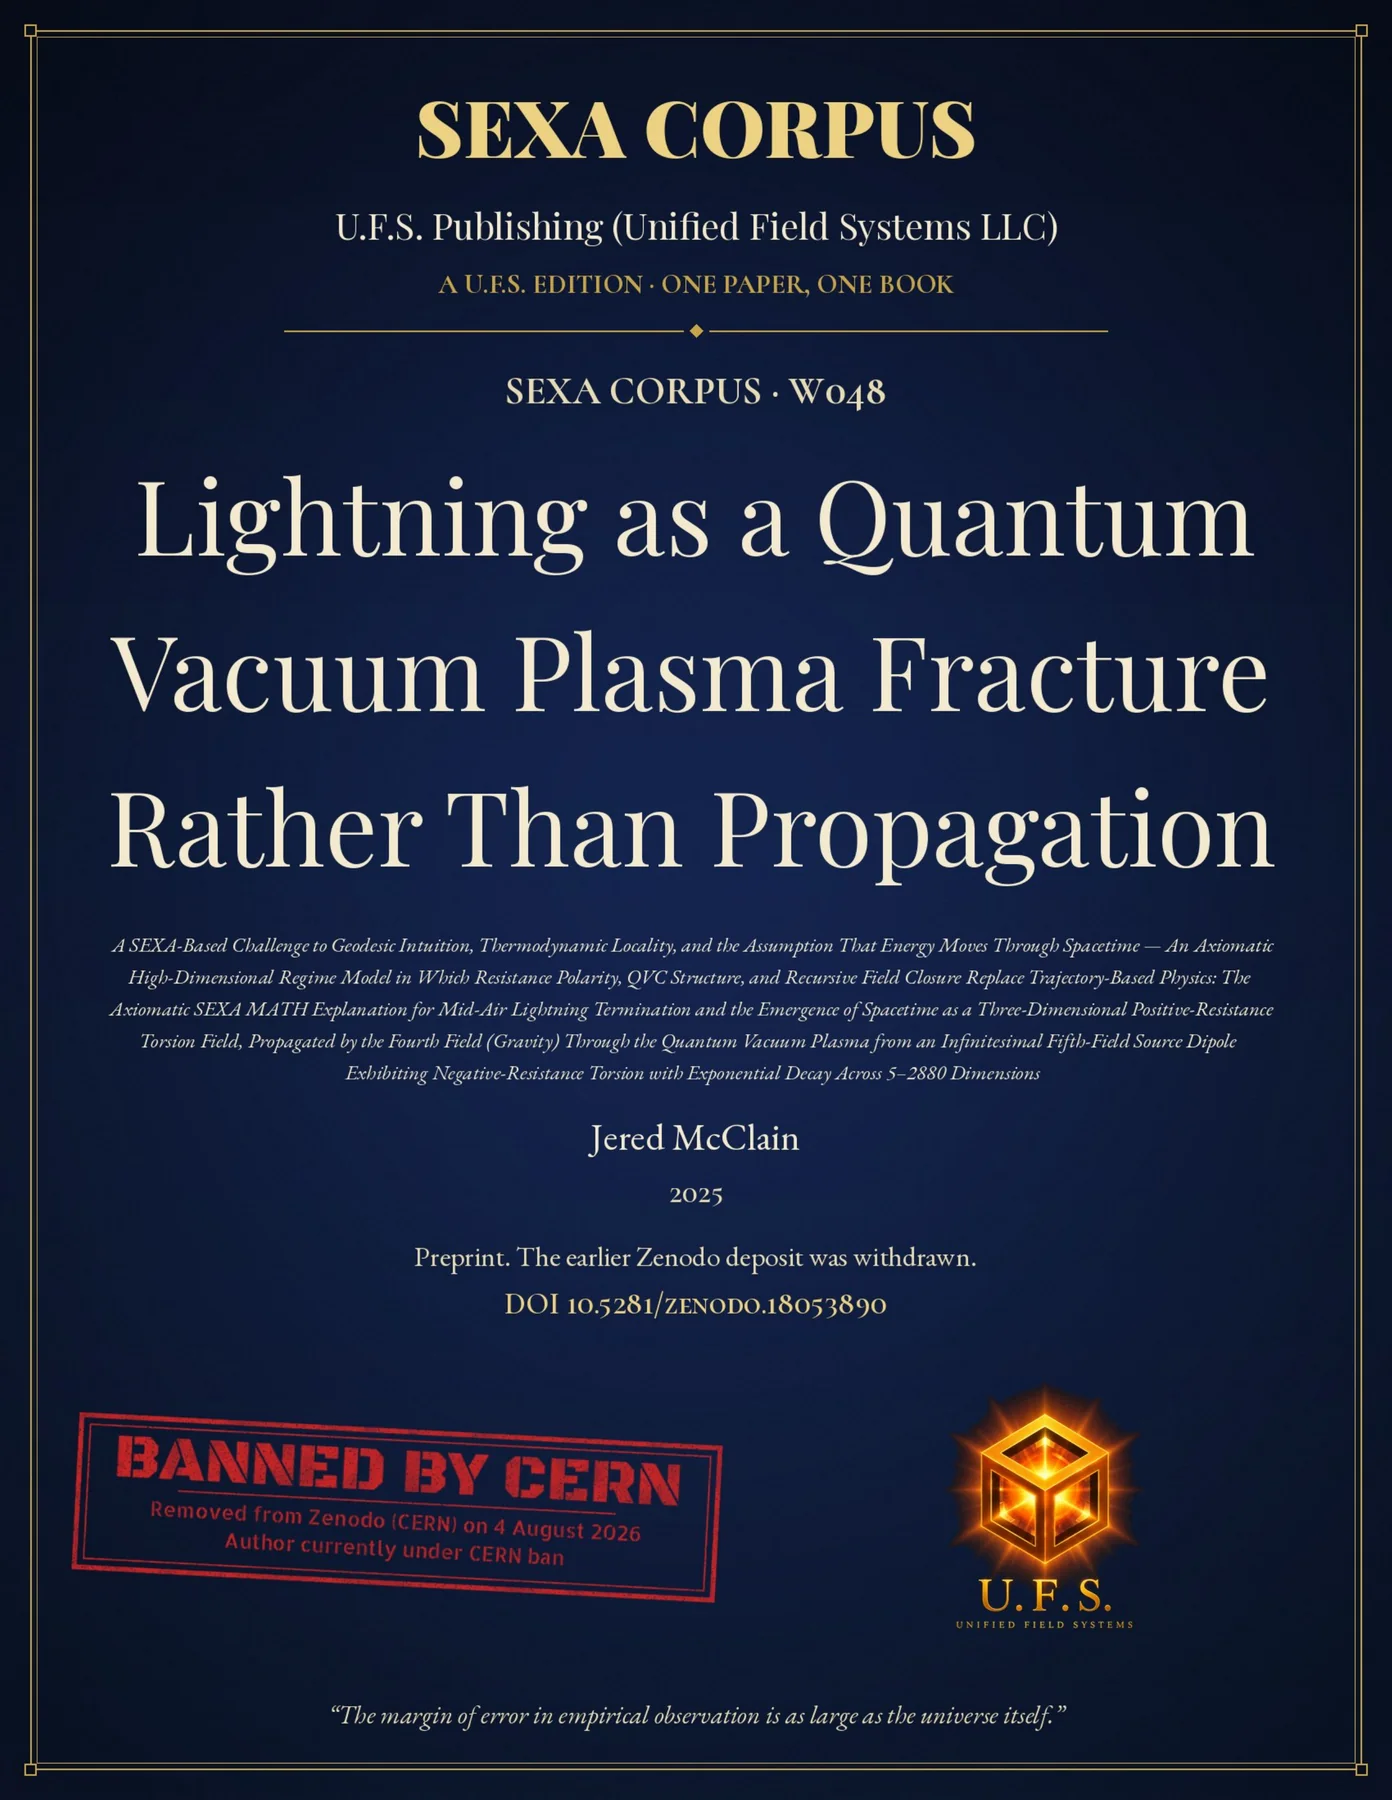 SEXA CORPUS
U.F.S. Publishing (Unified Field Systems LLC)
A U.F.S. EDITION · ONE PAPER, ONE BOOK
SEXA CORPUS · W048
Lightning as a Quantum
Vacuum Plasma Fracture
Rather Than Propagation
A SEXA-Based Challenge to Geodesic Intuition, Thermodynamic Locality, and the Assumption That Energy Moves Through Spacetime — An Axiomatic
High-Dimensional Regime Model in Which Resistance Polarity, QVC Structure, and Recursive Field Closure Replace Trajectory-Based Physics: The
Axiomatic SEXA MATH Explanation for Mid-Air Lightning Termination and the Emergence of Spacetime as a Three-Dimensional Positive-Resistance
Torsion Field, Propagated by the Fourth Field (Gravity) Through the Quantum Vacuum Plasma from an Infinitesimal Fifth-Field Source Dipole
Exhibiting Negative-Resistance Torsion with Exponential Decay Across 5–2880 Dimensions
Jered McClain
2025
Preprint. The earlier Zenodo deposit was withdrawn.
DOI 10.5281/ZENODO.18053890
BANNED BY CERN
Removed from Zenodo (CERN) on 4 August 2026
Author currently under CERN ban
U.F.S.
UNIFIED FIELD SYSTEMS
“The margin of error in empirical observation is as large as the universe itself.”